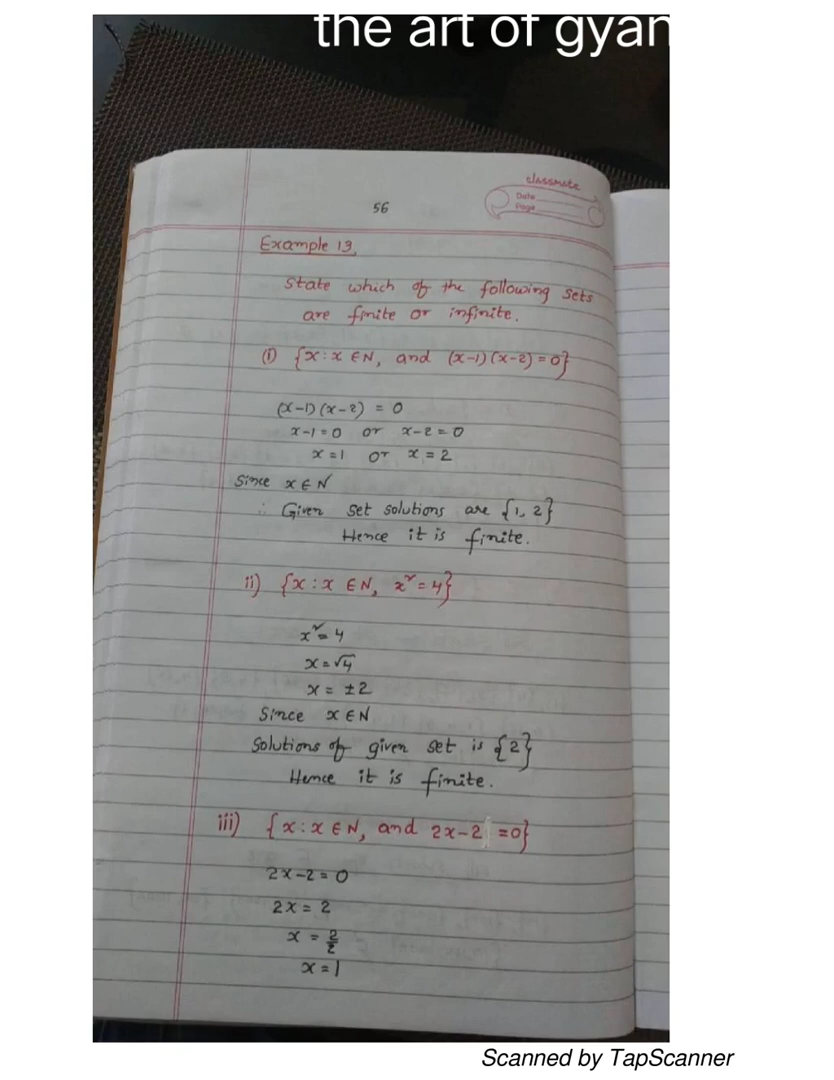 the art of gyan
classmate
Date
Page
56
Example 13
State which of the following sets
are finite or infinite.
(i) {x : x ∈ N, and (x-1) (x-2) = 0}
(x-1) (x-2) = 0
x-1 = 0 or x-2 = 0
x = 1 or x = 2
Since x ∈ N
∴ Given set solutions are {1, 2}
Hence it is finite.
ii) {x : x ∈ N, x² = 4}
x² = 4
x = √4
x = ±2
Since x ∈ N
Solutions of given set is {2}
Hence it is finite.
iii) {x : x ∈ N, and 2x-2 = 0}
2x-2 = 0
2x = 2
x = 2/2
x = 1
Scanned by TapScanner